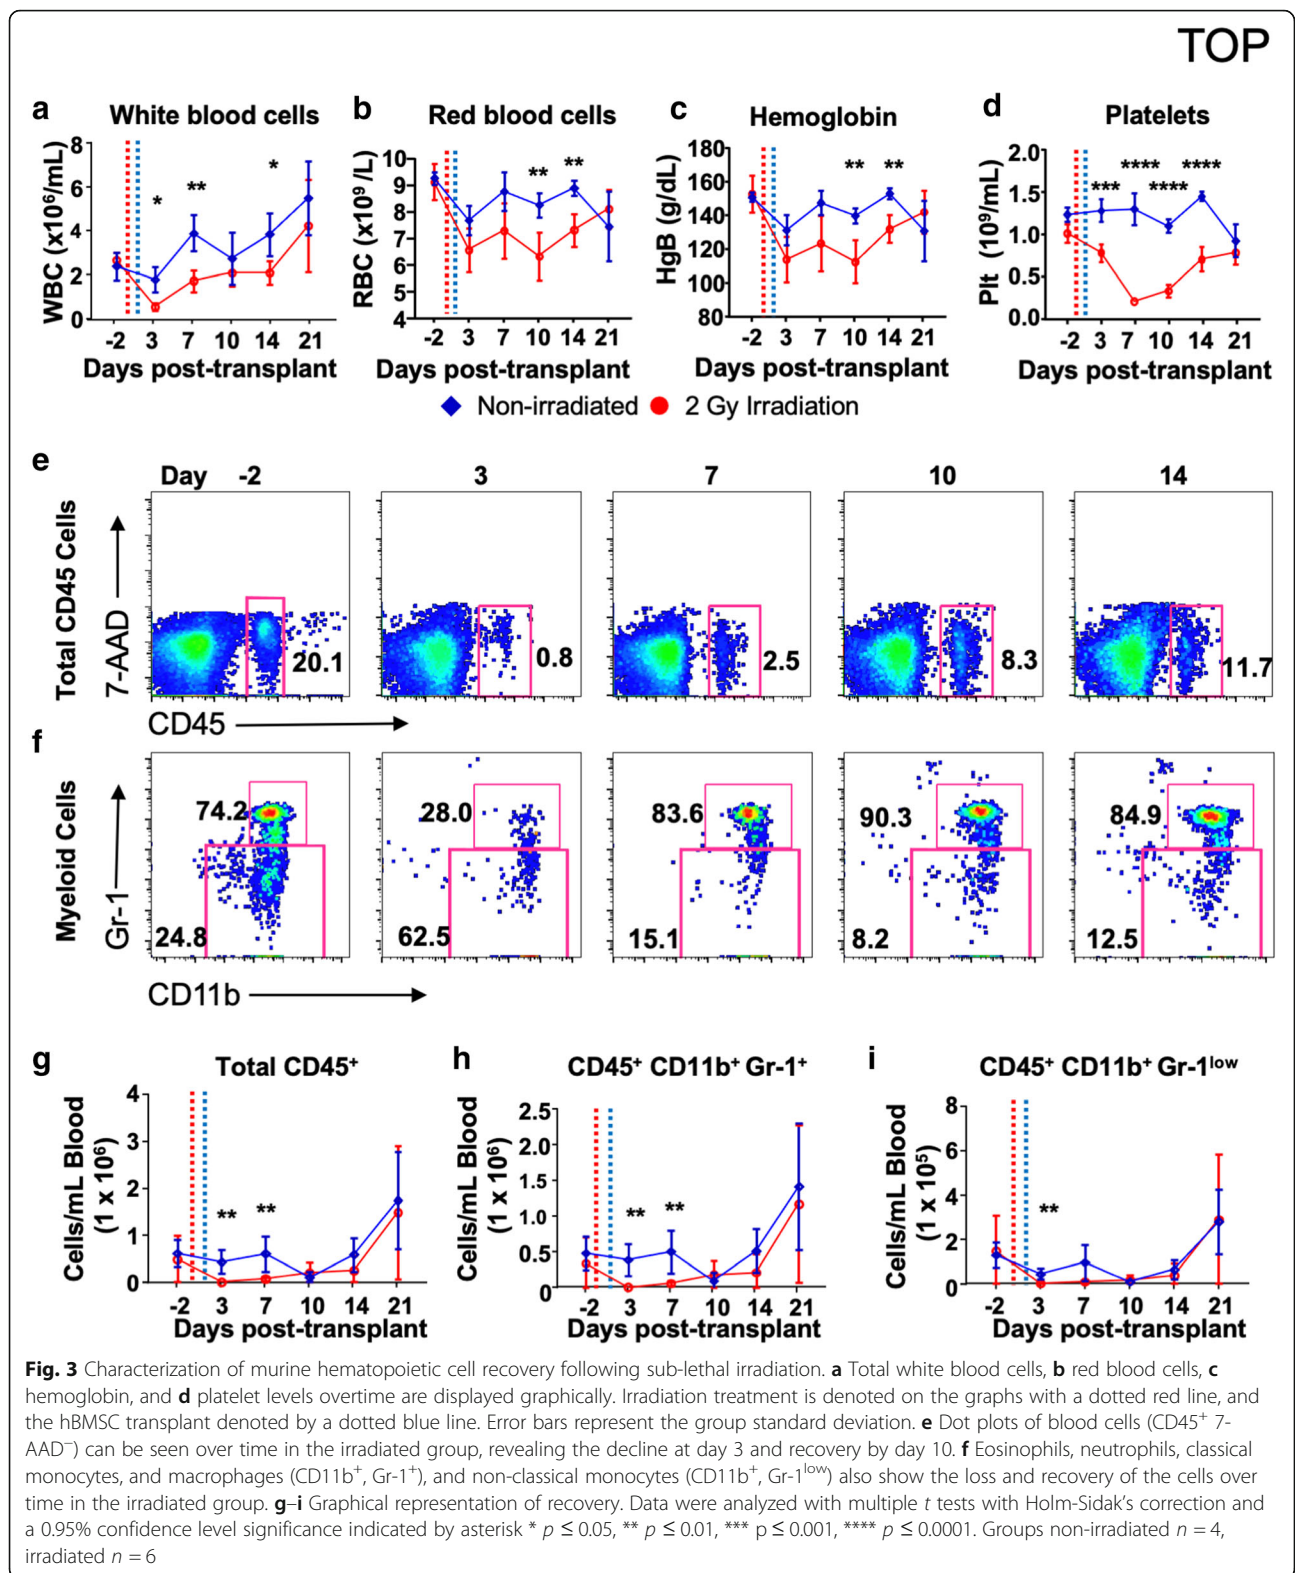 TOP
a White blood cells
b Red blood cells
c Hemoglobin
d Platelets
WBC (x10⁶/mL)
8
6
4
2
0
* ** *
-2 3 7 10 14 21
Days post-transplant
RBC (x10⁹ /L)
10
9
8
7
6
5
4
** **
-2 3 7 10 14 21
Days post-transplant
HgB (g/dL)
180
160
140
120
100
80
** **
-2 3 7 10 14 21
Days post-transplant
Plt (10⁹/mL)
2.0
1.5
1.0
0.5
0.0
*** **** **** ****
-2 3 7 10 14 21
Days post-transplant
Non-irradiated 2 Gy Irradiation
e
Day -2 3 7 10 14
Total CD45 Cells
7-AAD
20.1 0.8 2.5 8.3 11.7
CD45
f
Myeloid Cells
Gr-1
74.2 28.0 83.6 90.3 84.9
24.8 62.5 15.1 8.2 12.5
CD11b
g Total CD45⁺
h CD45⁺ CD11b⁺ Gr-1⁺
i CD45⁺ CD11b⁺ Gr-1ˡᵒʷ
Cells/mL Blood
(1 x 10⁶)
4
3
2
1
0
** **
-2 3 7 10 14 21
Days post-transplant
Cells/mL Blood
(1 x 10⁶)
2.5
2.0
1.5
1.0
0.5
0
** **
-2 3 7 10 14 21
Days post-transplant
Cells/mL Blood
(1 x 10⁵)
8
6
4
2
0
**
-2 3 7 10 14 21
Days post-transplant
Fig. 3 Characterization of murine hematopoietic cell recovery following sub-lethal irradiation. a Total white blood cells, b red blood cells, c
hemoglobin, and d platelet levels overtime are displayed graphically. Irradiation treatment is denoted on the graphs with a dotted red line, and
the hBMSC transplant denoted by a dotted blue line. Error bars represent the group standard deviation. e Dot plots of blood cells (CD45⁺ 7-
AAD⁻) can be seen over time in the irradiated group, revealing the decline at day 3 and recovery by day 10. f Eosinophils, neutrophils, classical
monocytes, and macrophages (CD11b⁺, Gr-1⁺), and non-classical monocytes (CD11b⁺, Gr-1ˡᵒʷ) also show the loss and recovery of the cells over
time in the irradiated group. g–i Graphical representation of recovery. Data were analyzed with multiple t tests with Holm-Sidak’s correction and
a 0.95% confidence level significance indicated by asterisk * p ≤ 0.05, ** p ≤ 0.01, *** p ≤ 0.001, **** p ≤ 0.0001. Groups non-irradiated n = 4,
irradiated n = 6